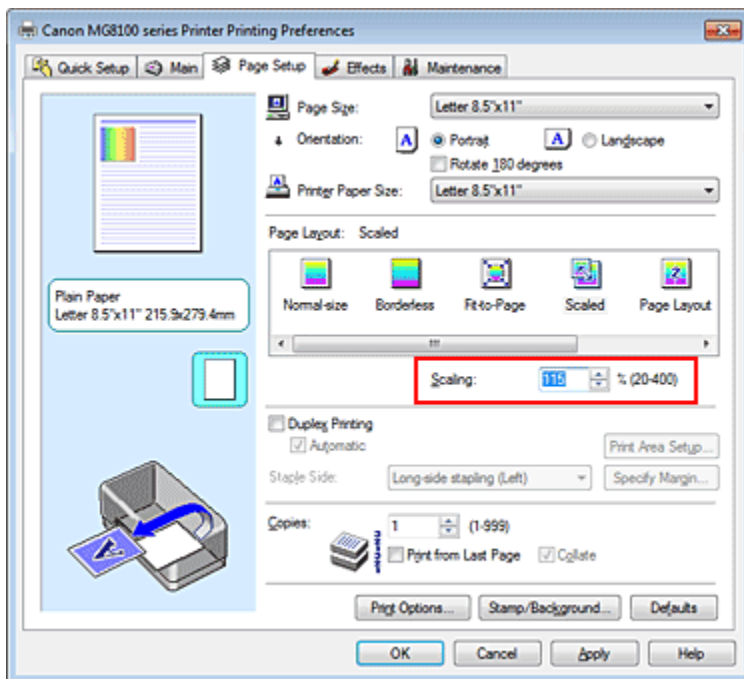 Canon MG8100 series Printer Printing Preferences
Quick Setup Main Page Setup Effects Maintenance
Page Size: Letter 8.5"x11"
Orientation: A Portrait A Landscape
Rotate 180 degrees
Printer Paper Size: Letter 8.5"x11"
Page Layout: Scaled
Normal-size Borderless Fit-to-Page Scaled Page Layout
Plain Paper
Letter 8.5"x11" 215.9x279.4mm
Scaling: 115 % (20-400)
Duplex Printing
Automatic Print Area Setup...
Staple Side: Long-side stapling (Left) Specify Margin...
Copies: 1 (1-999)
Print from Last Page Collate
Print Options... Stamp/Background... Defaults
OK Cancel Apply Help